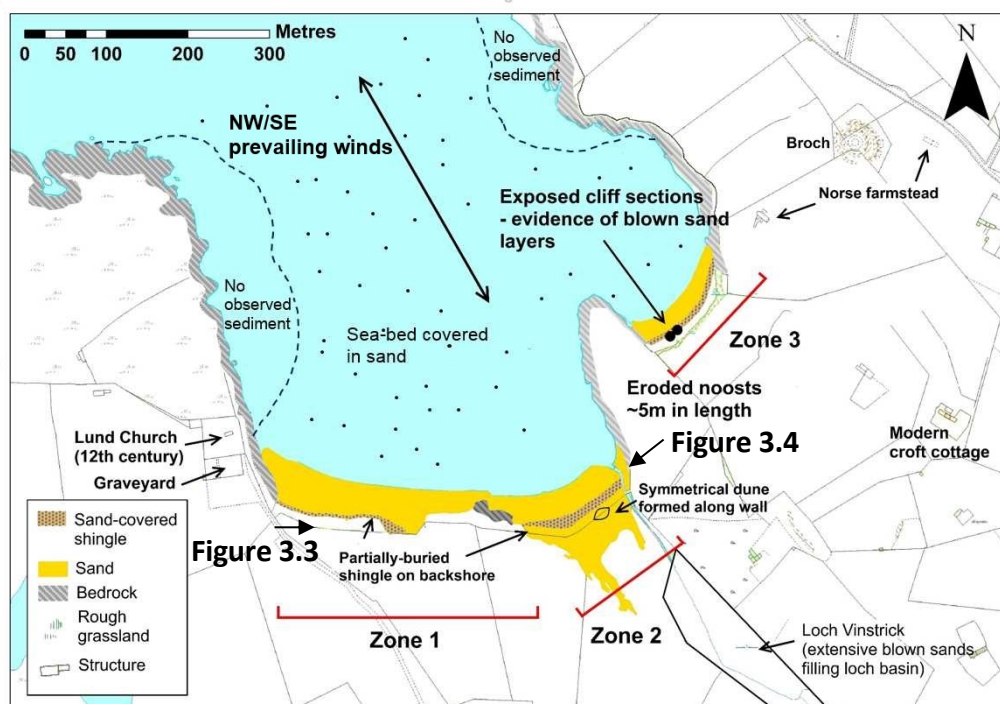 Metres
0 50 100 200 300
No
observed
sediment
N
NW/SE
prevailing winds
Broch
Norse farmstead
Exposed cliff sections
- evidence of blown sand
layers
No
observed
sediment
Sea-bed covered
in sand
Zone 3
Eroded noosts
~5m in length
Figure 3.4
Modern
croft cottage
Lund Church
(12th century)
Graveyard
Symmetrical dune
formed along wall
Figure 3.3
Partially-buried
shingle on backshore
Zone 1
Zone 2
Loch Vinstrick
(extensive blown sands
filling loch basin)
Sand-covered
shingle
Sand
Bedrock
Rough
grassland
Structure